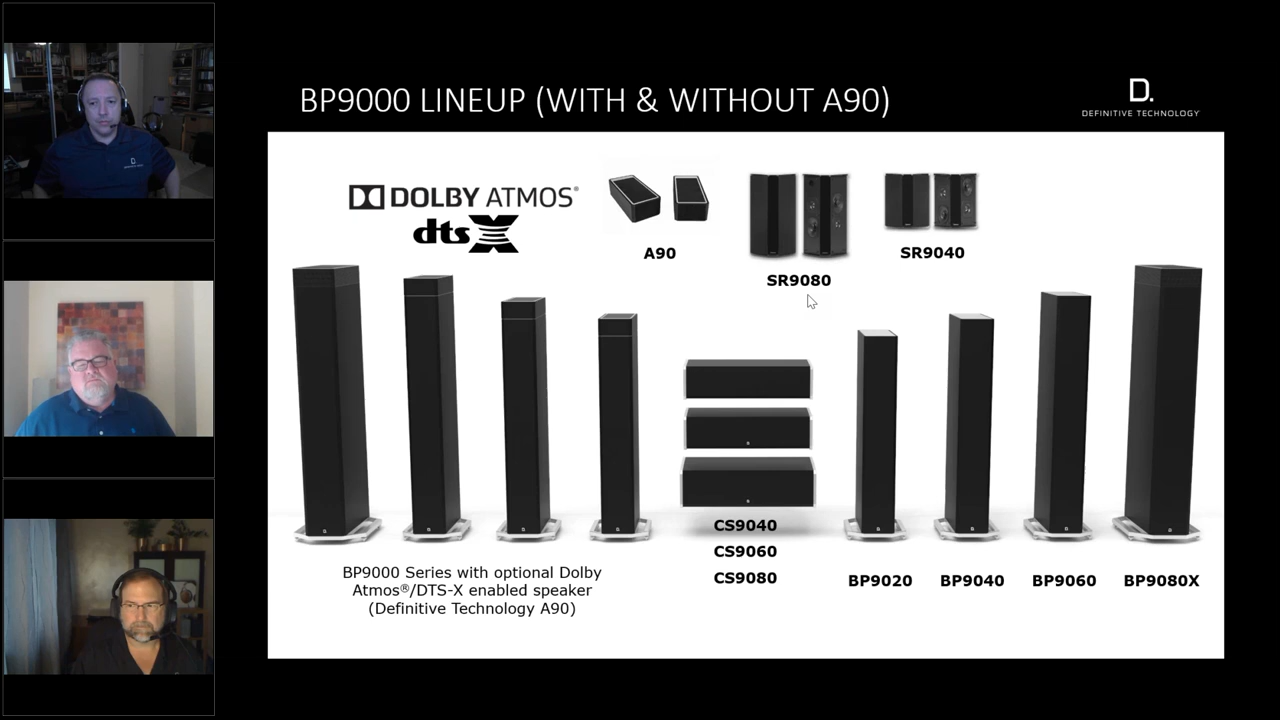 BP9000 LINEUP (WITH & WITHOUT A90)
D.
DEFINITIVE TECHNOLOGY
DOLBY ATMOS®
dts X
A90
SR9080
SR9040
CS9040
CS9060
CS9080
BP9000 Series with optional Dolby
Atmos®/DTS-X enabled speaker
(Definitive Technology A90)
BP9020
BP9040
BP9060
BP9080X